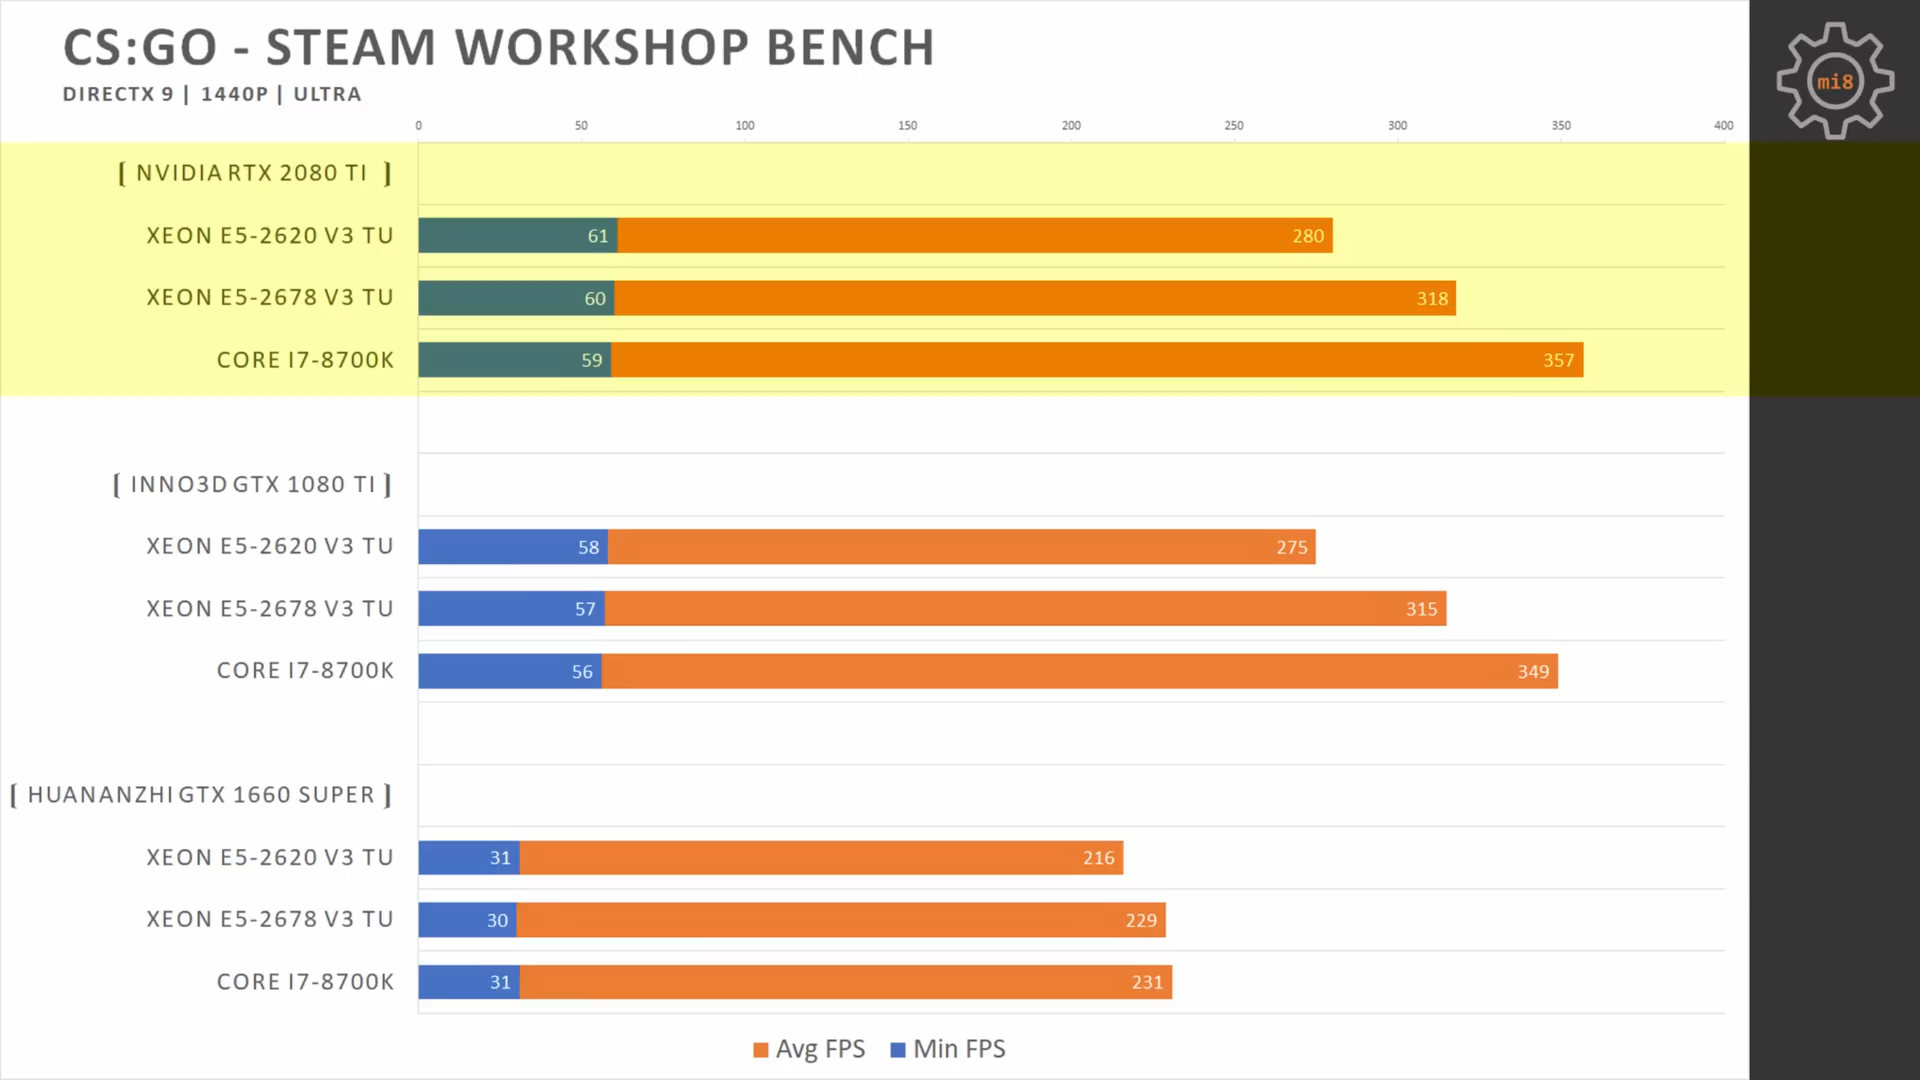 CS:GO - STEAM WORKSHOP BENCH
DIRECTX 9 | 1440P | ULTRA
mi8
0 50 100 150 200 250 300 350 400
[ NVIDIA RTX 2080 TI ]
XEON E5-2620 V3 TU 61 280
XEON E5-2678 V3 TU 60 318
CORE I7-8700K 59 357
[ INNO3D GTX 1080 TI ]
XEON E5-2620 V3 TU 58 275
XEON E5-2678 V3 TU 57 315
CORE I7-8700K 56 349
[ HUANANZHI GTX 1660 SUPER ]
XEON E5-2620 V3 TU 31 216
XEON E5-2678 V3 TU 30 229
CORE I7-8700K 31 231
Avg FPS Min FPS